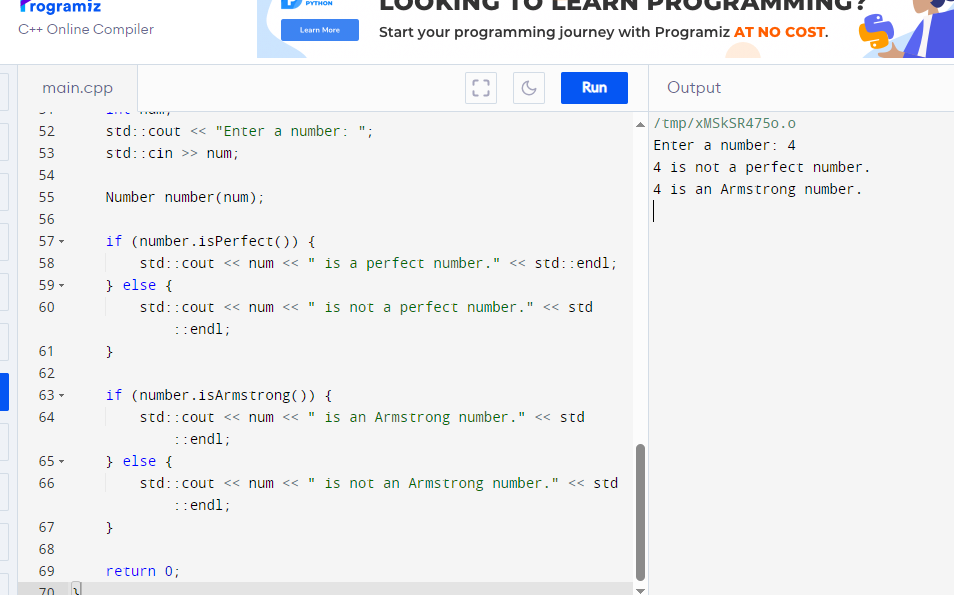 Programiz
C++ Online Compiler
PYTHON
Learn More
LOOKING TO LEARN PROGRAMMING?
Start your programming journey with Programiz AT NO COST.
main.cpp
Run
Output
51 int num;
52 std::cout << "Enter a number: ";
53 std::cin >> num;
54
55 Number number(num);
56
57 if (number.isPerfect()) {
58 std::cout << num << " is a perfect number." << std::endl;
59 } else {
60 std::cout << num << " is not a perfect number." << std
::endl;
61 }
62
63 if (number.isArmstrong()) {
64 std::cout << num << " is an Armstrong number." << std
::endl;
65 } else {
66 std::cout << num << " is not an Armstrong number." << std
::endl;
67 }
68
69 return 0;
70 }
/tmp/xMSkSR475o.o
Enter a number: 4
4 is not a perfect number.
4 is an Armstrong number.